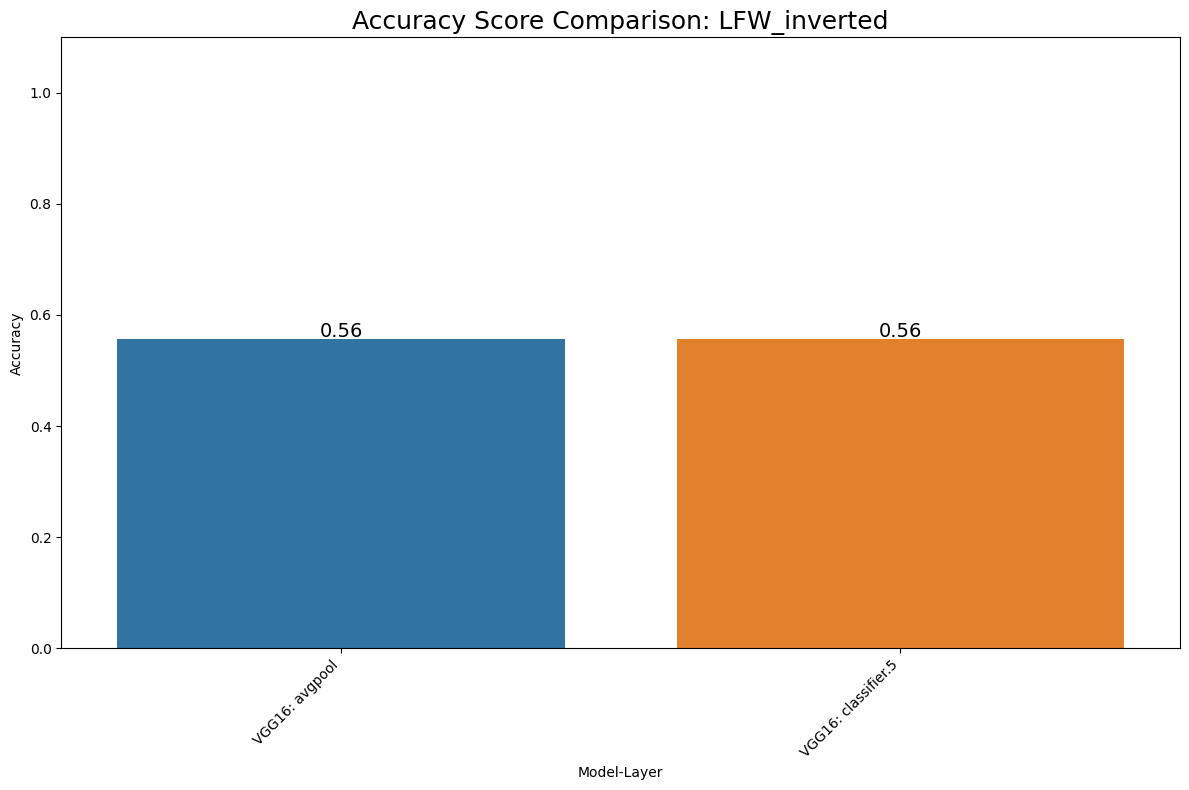 Accuracy Score Comparison: LFW_inverted
1.0
0.8
0.6
0.4
0.2
0.0
Accuracy
0.56
0.56
VGG16: avgpool
VGG16: classifier.5
Model-Layer